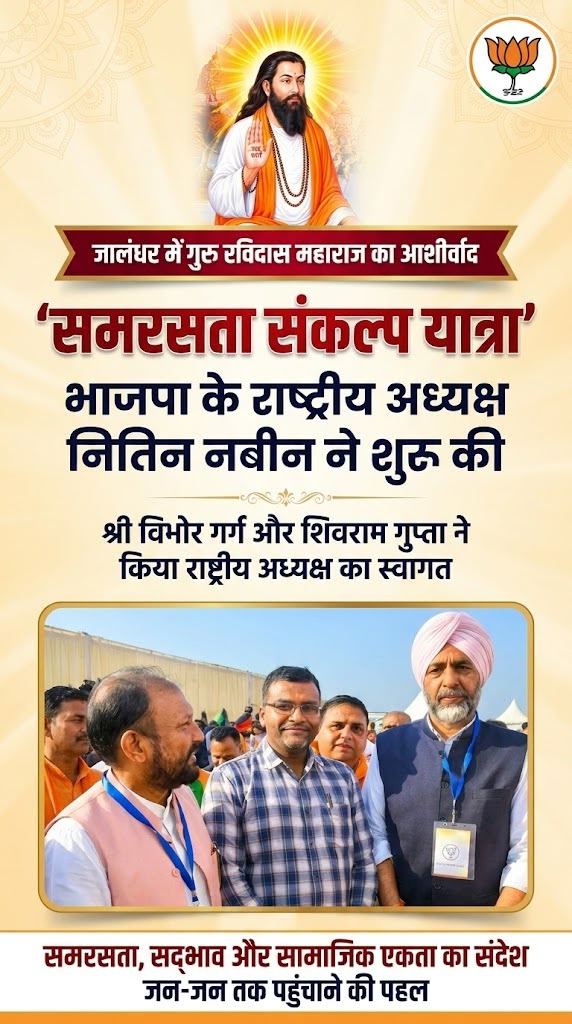 जालंधर में गुरु रविदास महाराज का आशीर्वाद
‘समरसता संकल्प यात्रा’
भाजपा के राष्ट्रीय अध्यक्ष
नितिन नबीन ने शुरू की
श्री विभोर गर्ग और शिवराम गुप्ता ने
किया राष्ट्रीय अध्यक्ष का स्वागत
समरसता, सद्भाव और सामाजिक एकता का संदेश
जन-जन तक पहुंचाने की पहल